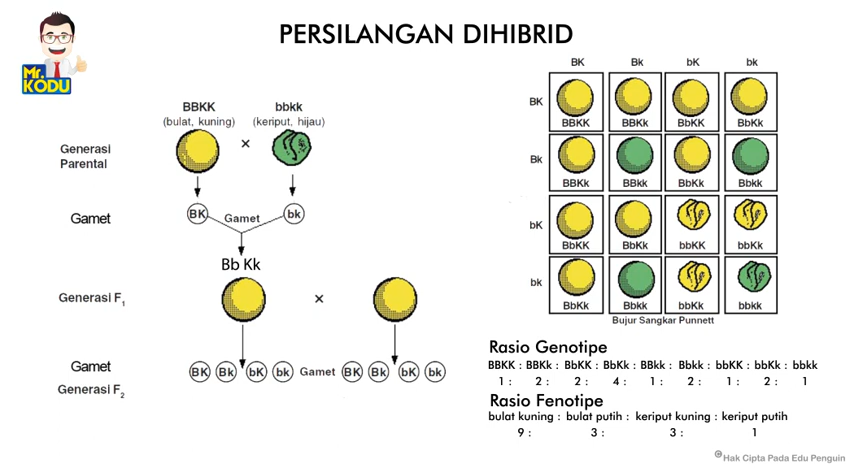 PERSILANGAN DIHIBRID
Mr.
KODU
BBKK
(bulat, kuning)
bbkk
(keriput, hijau)
×
Generasi
Parental
Gamet
BK
Gamet
bk
Bb Kk
Generasi F1
×
Gamet
Generasi F2
BK Bk bK bk Gamet BK Bk bK bk
BK Bk bK bk
BK
BBKK BBKk BbKK BbKk
Bk
BBKk BBkk BbKk Bbkk
bK
BbKK BbKk bbKK bbKk
bk
BbKk Bbkk bbKk bbkk
Bujur Sangkar Punnett
Rasio Genotipe
BBKK : BBKk : BbKK : BbKk : BBkk : Bbkk : bbKK : bbKk : bbkk
1 : 2 : 2 : 4 : 1 : 2 : 1 : 2 : 1
Rasio Fenotipe
bulat kuning : bulat putih : keriput kuning : keriput putih
9 : 3 : 3 : 1
© Hak Cipta Pada Edu Penguin